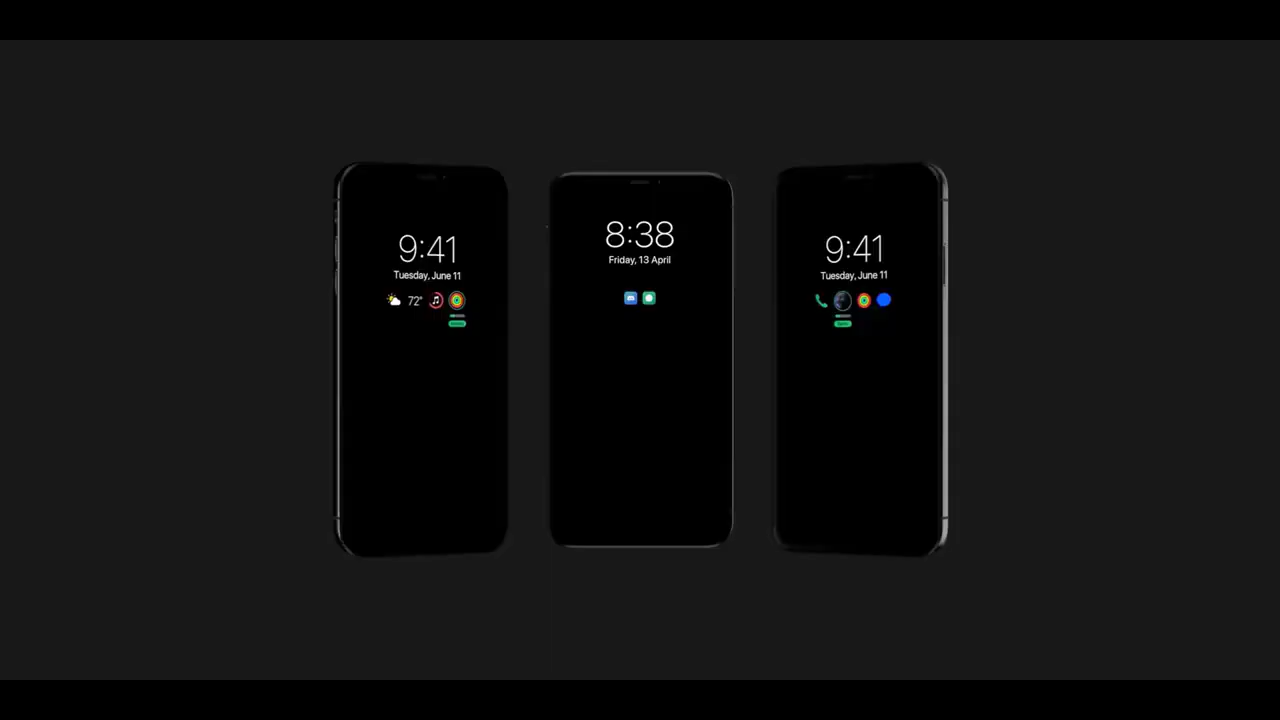 9:41
Tuesday, June 11
72°
8:38
Friday, 13 April
9:41
Tuesday, June 11